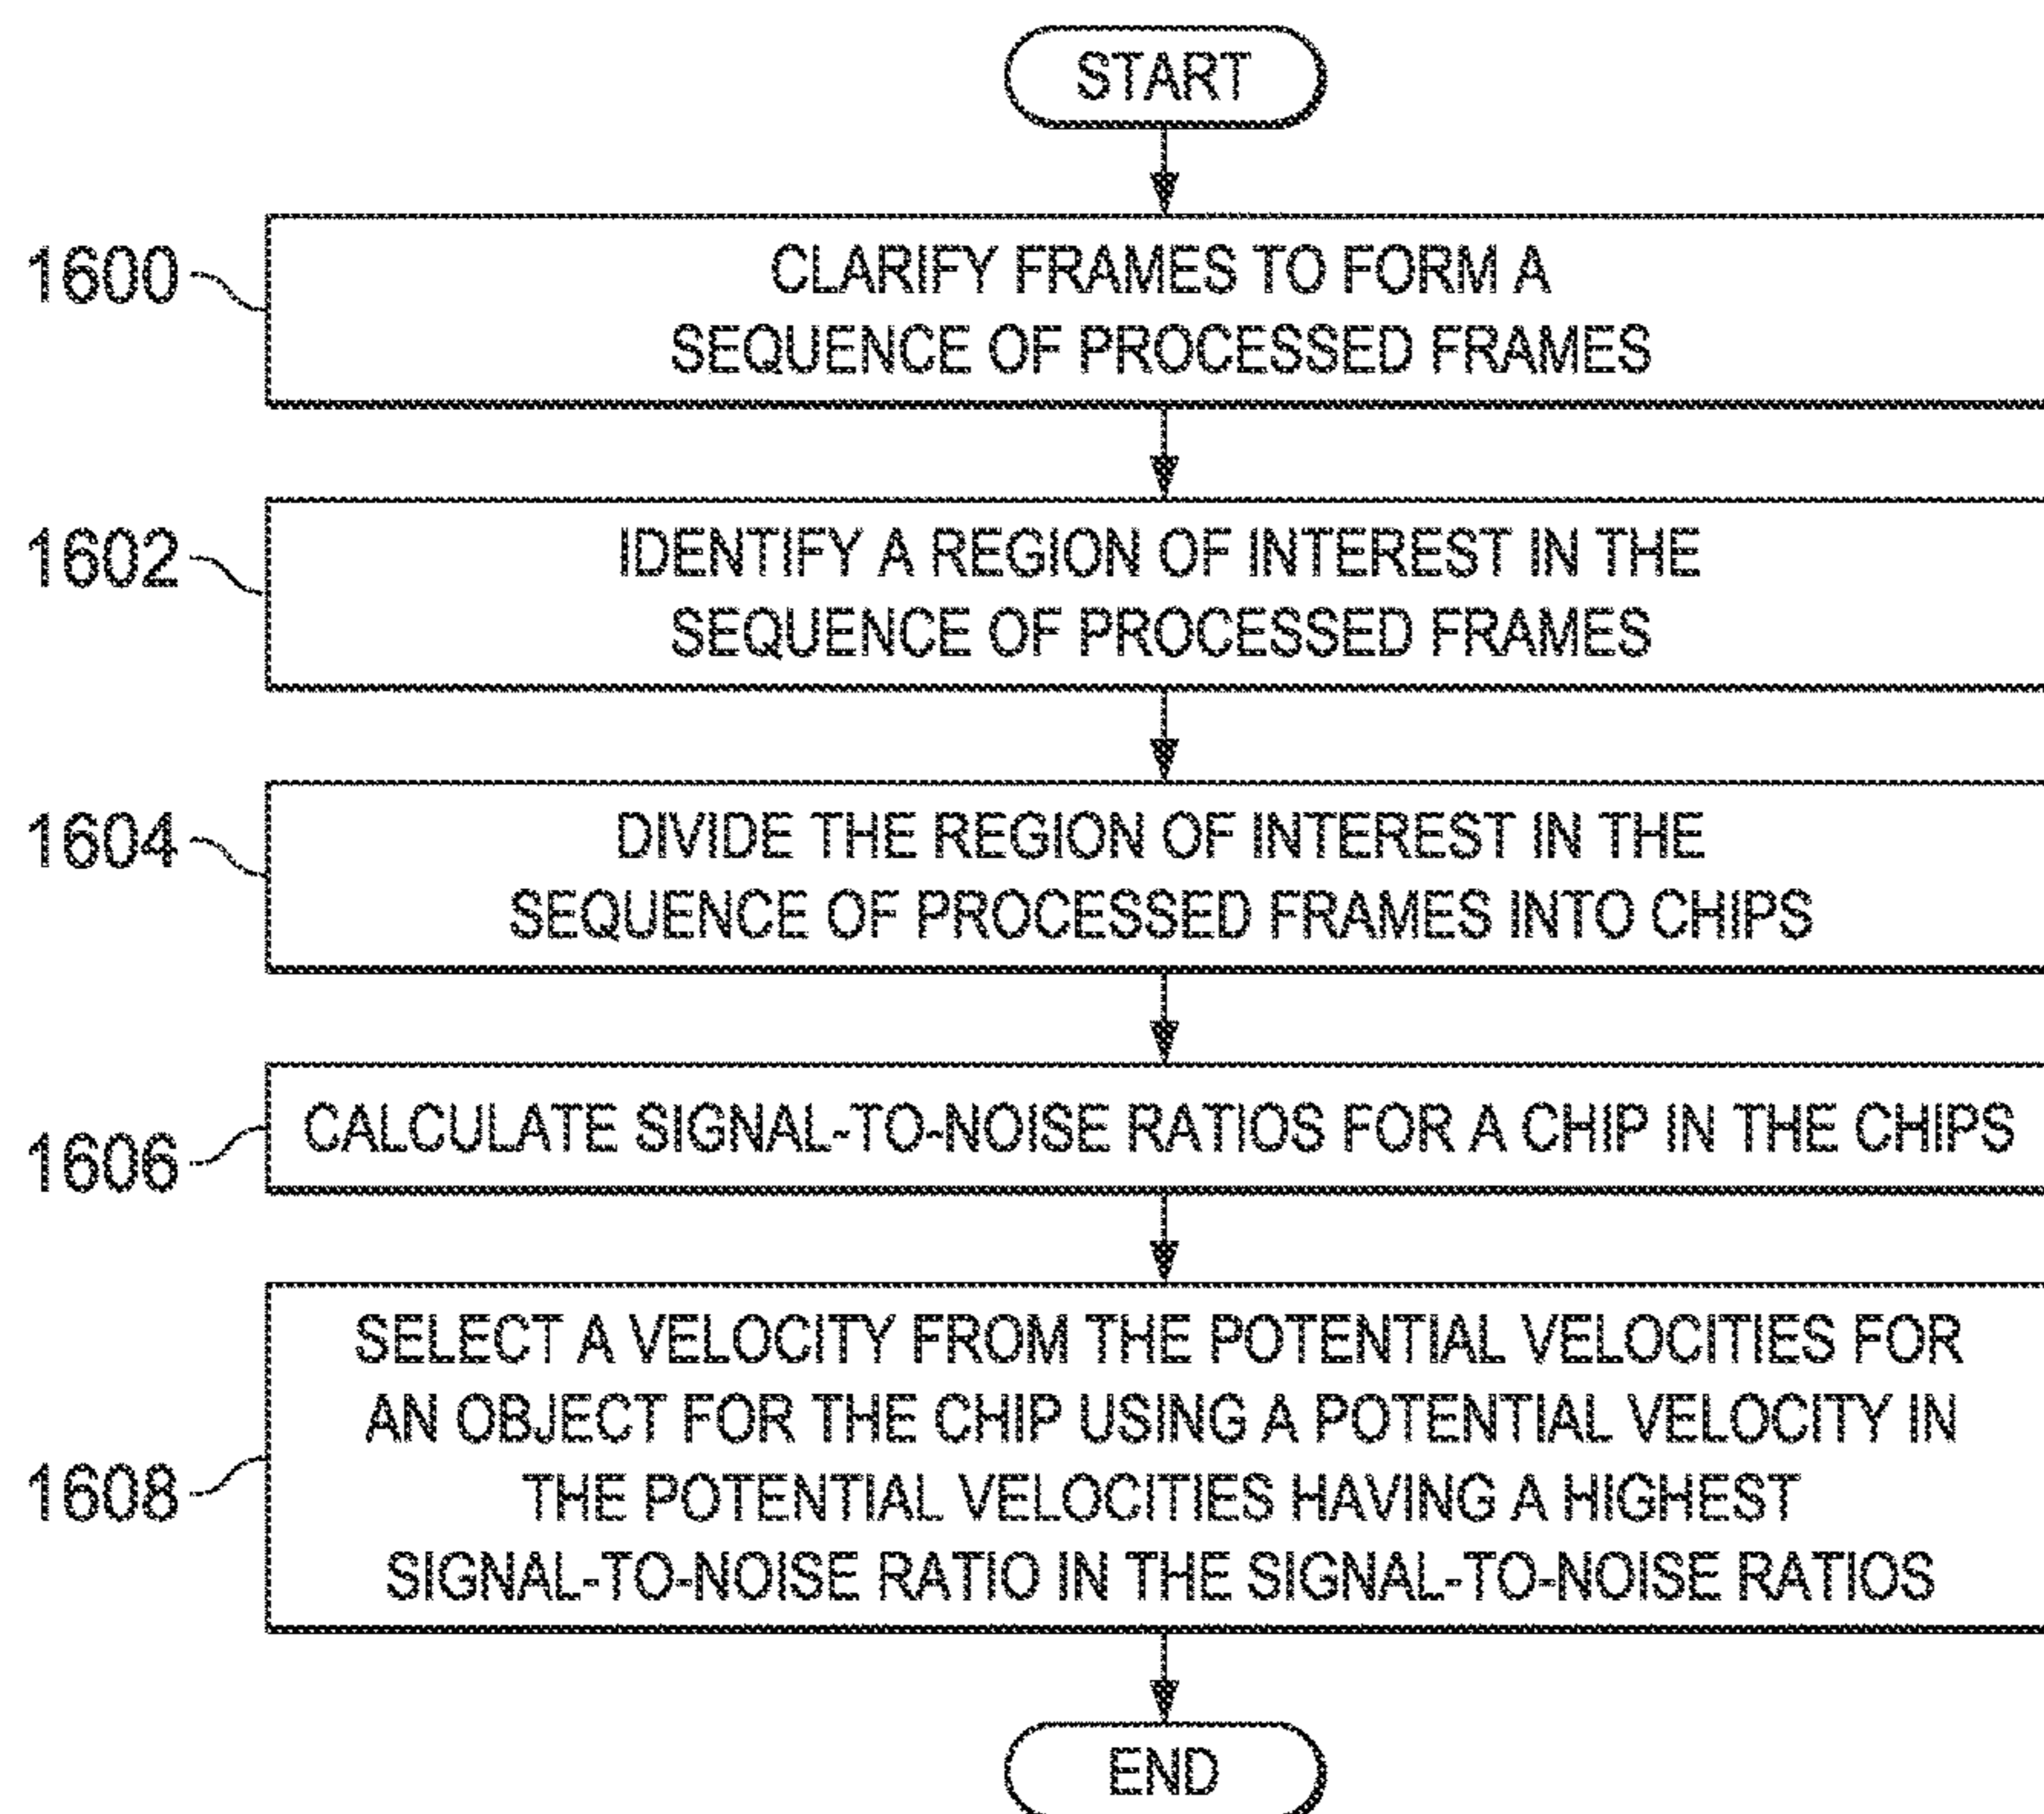 START
1600
CLARIFY FRAMES TO FORM A
SEQUENCE OF PROCESSED FRAMES
1602
IDENTIFY A REGION OF INTEREST IN THE
SEQUENCE OF PROCESSED FRAMES
1604
DIVIDE THE REGION OF INTEREST IN THE
SEQUENCE OF PROCESSED FRAMES INTO CHIPS
1606
CALCULATE SIGNAL-TO-NOISE RATIOS FOR A CHIP IN THE CHIPS
1608
SELECT A VELOCITY FROM THE POTENTIAL VELOCITIES FOR
AN OBJECT FOR THE CHIP USING A POTENTIAL VELOCITY IN
THE POTENTIAL VELOCITIES HAVING A HIGHEST
SIGNAL-TO-NOISE RATIO IN THE SIGNAL-TO-NOISE RATIOS
END